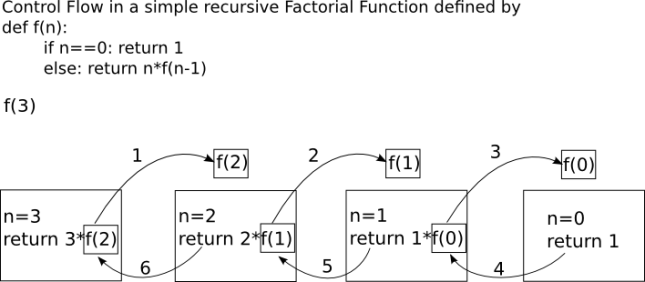 Control Flow in a simple recursive Factorial Function defined by
def f(n):
if n==0: return 1
else: return n*f(n-1)
f(3)
1
2
3
f(2)
f(1)
f(0)
n=3
return 3*f(2)
n=2
return 2*f(1)
n=1
return 1*f(0)
n=0
return 1
6
5
4